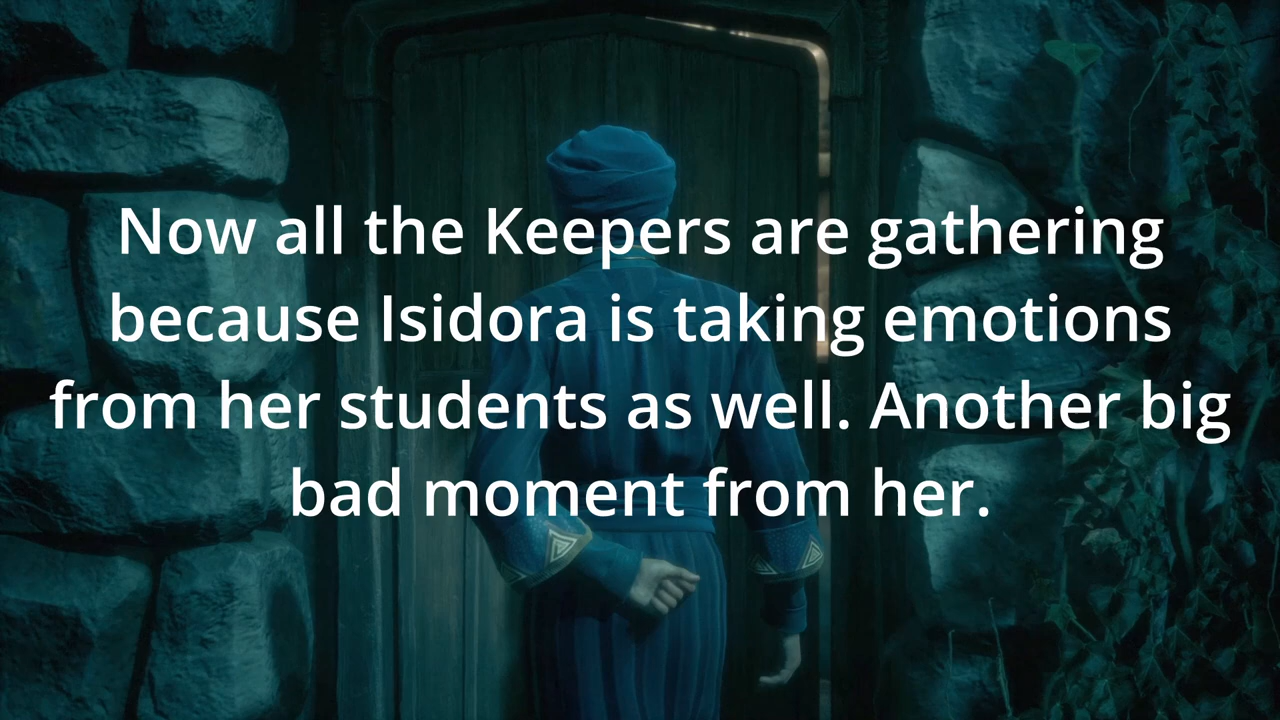 Now all the Keepers are gathering
because Isidora is taking emotions
from her students as well. Another big
bad moment from her.